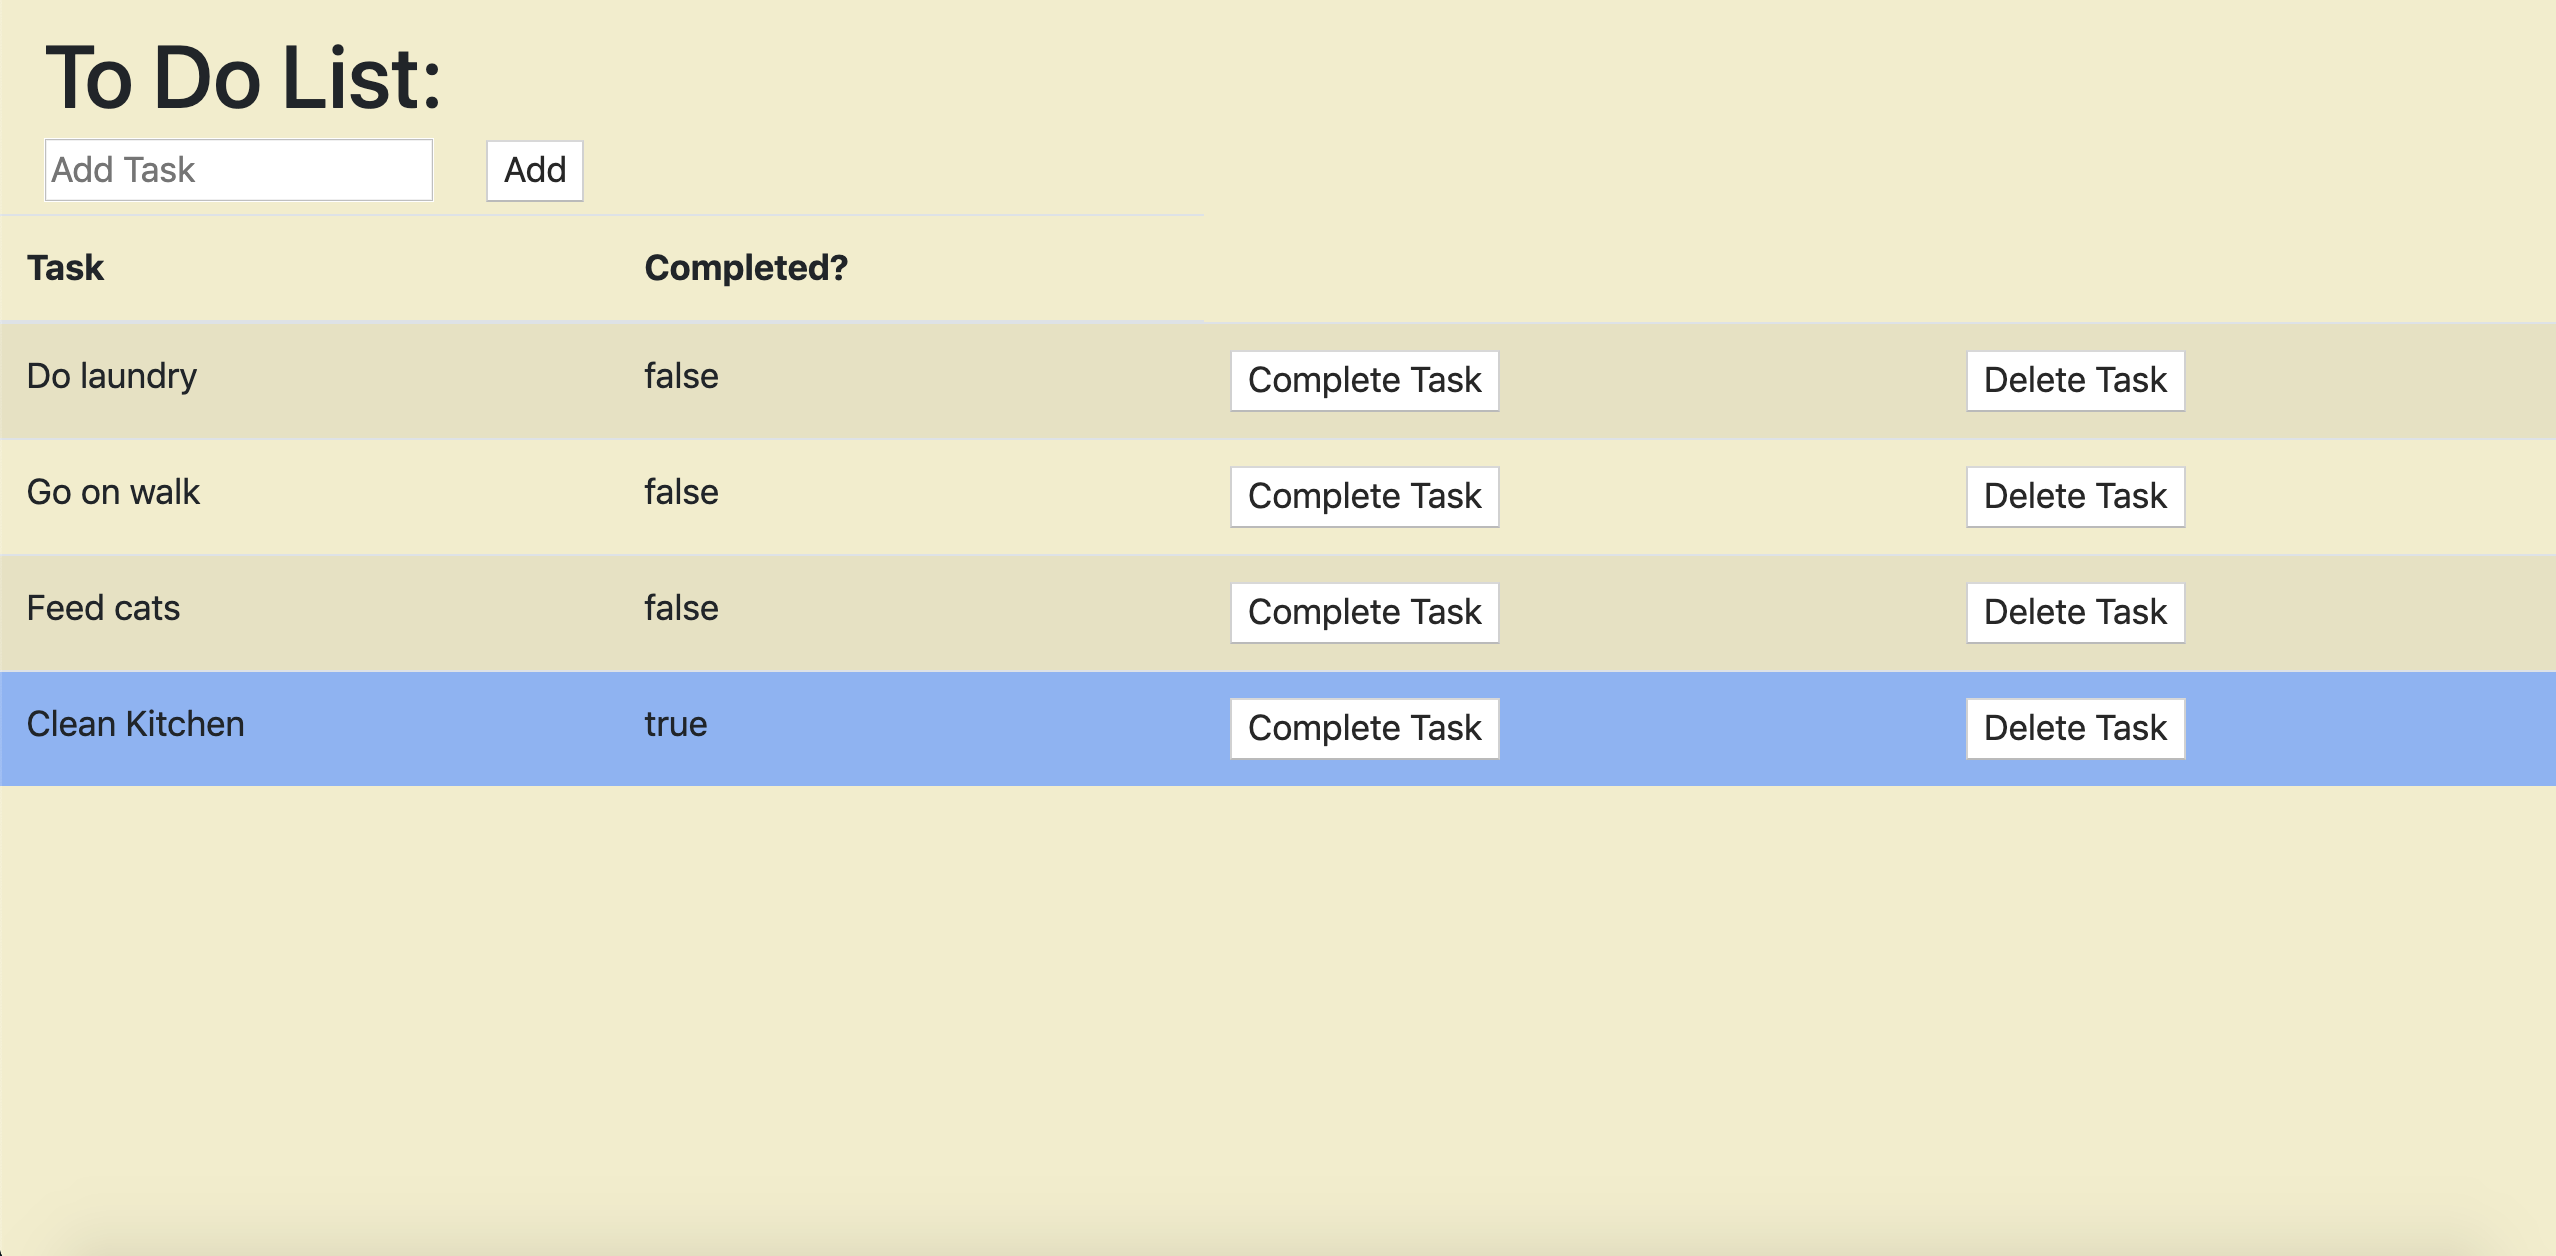 To Do List:
Add Task Add
Task Completed?
Do laundry false Complete Task Delete Task
Go on walk false Complete Task Delete Task
Feed cats false Complete Task Delete Task
Clean Kitchen true Complete Task Delete Task